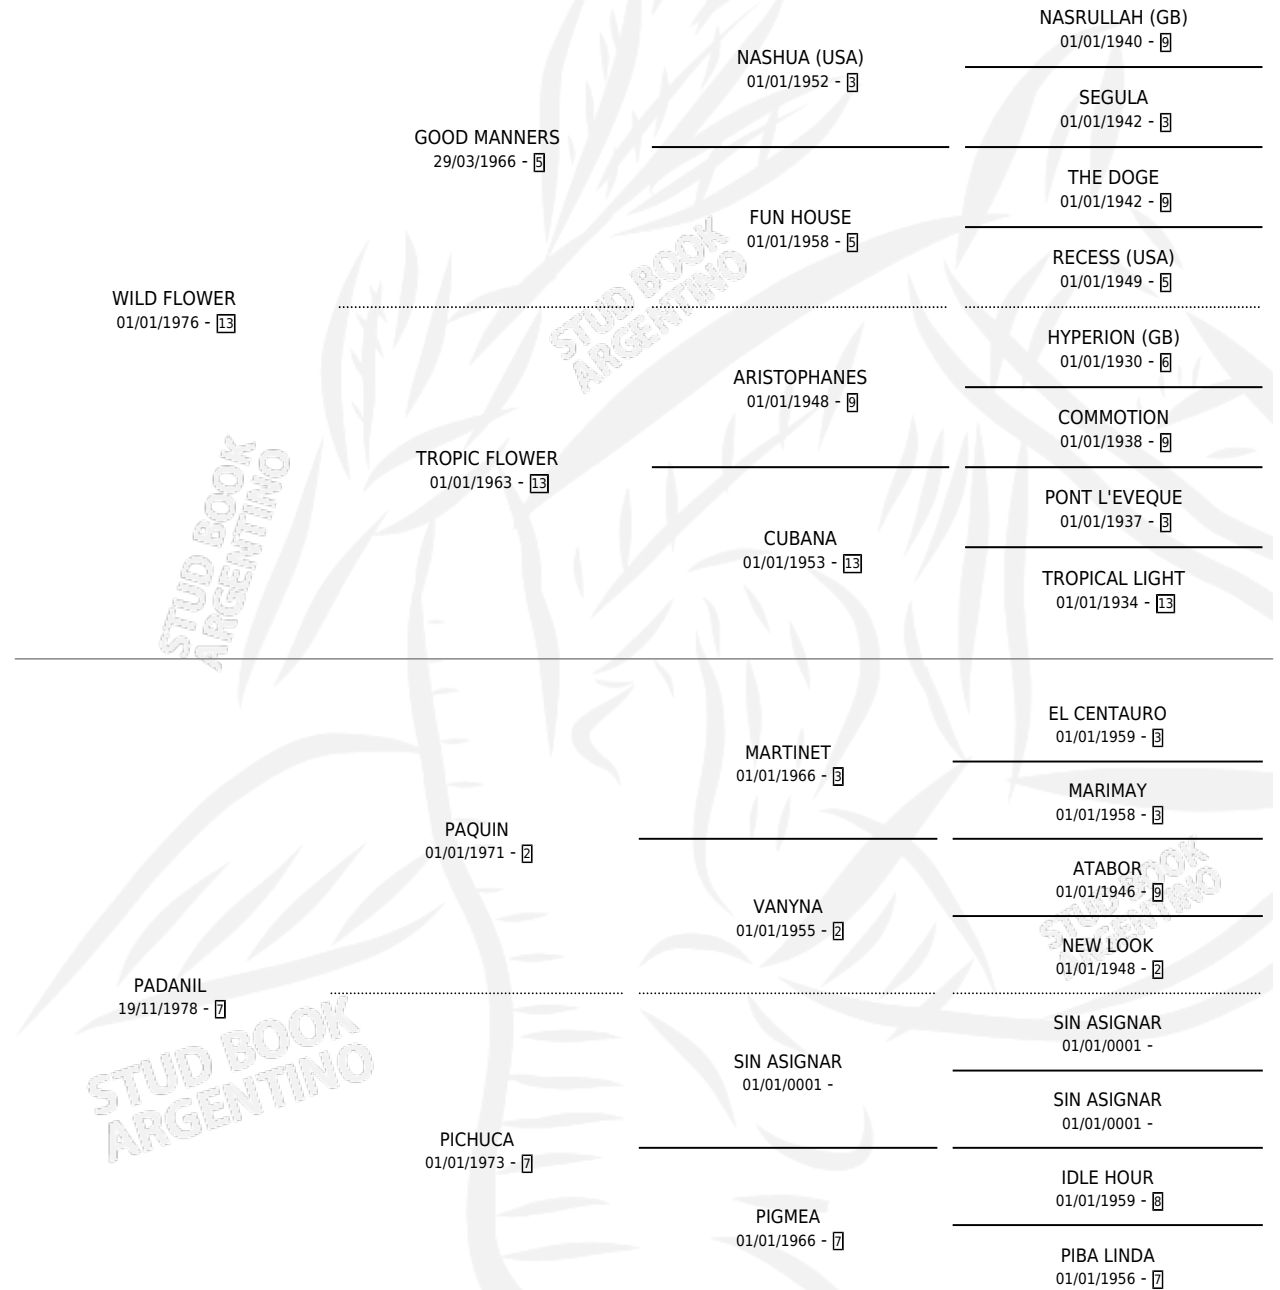 NASRULLAH (GB)
01/01/1940 - 9
NASHUA (USA)
01/01/1952 - 3
SEGULA
01/01/1942 - 3
GOOD MANNERS
29/03/1966 - 5
THE DOGE
01/01/1942 - 9
FUN HOUSE
01/01/1958 - 5
RECESS (USA)
01/01/1949 - 5
WILD FLOWER
01/01/1976 - 13
HYPERION (GB)
01/01/1930 - 6
ARISTOPHANES
01/01/1948 - 9
COMMOTION
01/01/1938 - 9
TROPIC FLOWER
01/01/1963 - 13
PONT L'EVEQUE
01/01/1937 - 3
CUBANA
01/01/1953 - 13
TROPICAL LIGHT
01/01/1934 - 13
STUD BOOK
ARGENTINO
STUD BOOK
ARGENTINO
EL CENTAURO
01/01/1959 - 3
MARTINET
01/01/1966 - 3
MARIMAY
01/01/1958 - 3
PAQUIN
01/01/1971 - 2
ATABOR
01/01/1946 - 9
VANYNA
01/01/1955 - 2
NEW LOOK
01/01/1948 - 2
STUD BOOK
ARGENTINO
PADANIL
19/11/1978 - 7
SIN ASIGNAR
01/01/0001 -
SIN ASIGNAR
01/01/0001 -
SIN ASIGNAR
01/01/0001 -
PICHUCA
01/01/1973 - 7
IDLE HOUR
01/01/1959 - 8
PIGMEA
01/01/1966 - 7
PIBA LINDA
01/01/1956 - 7
STUD BOOK
ARGENTINO